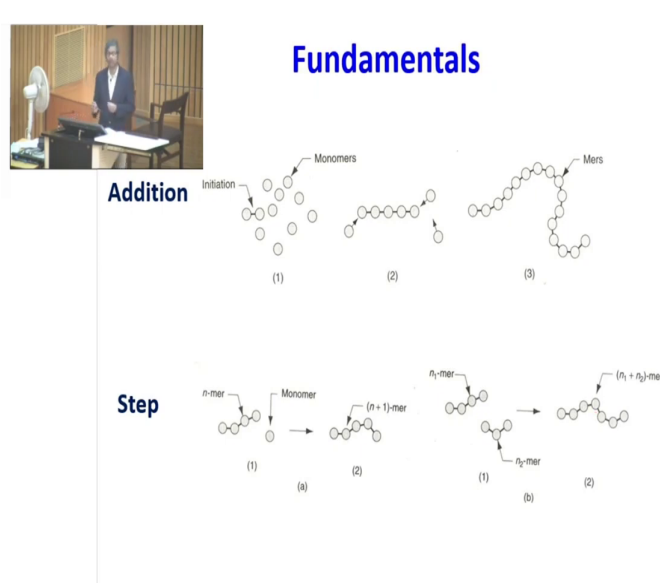 Fundamentals
Addition
Initiation
Monomers
Mers
(1)
(2)
(3)
Step
n-mer
Monomer
(n + 1)-mer
(1)
(2)
(a)
n₁-mer
n₂-mer
(n₁ + n₂)-me
(1)
(2)
(b)